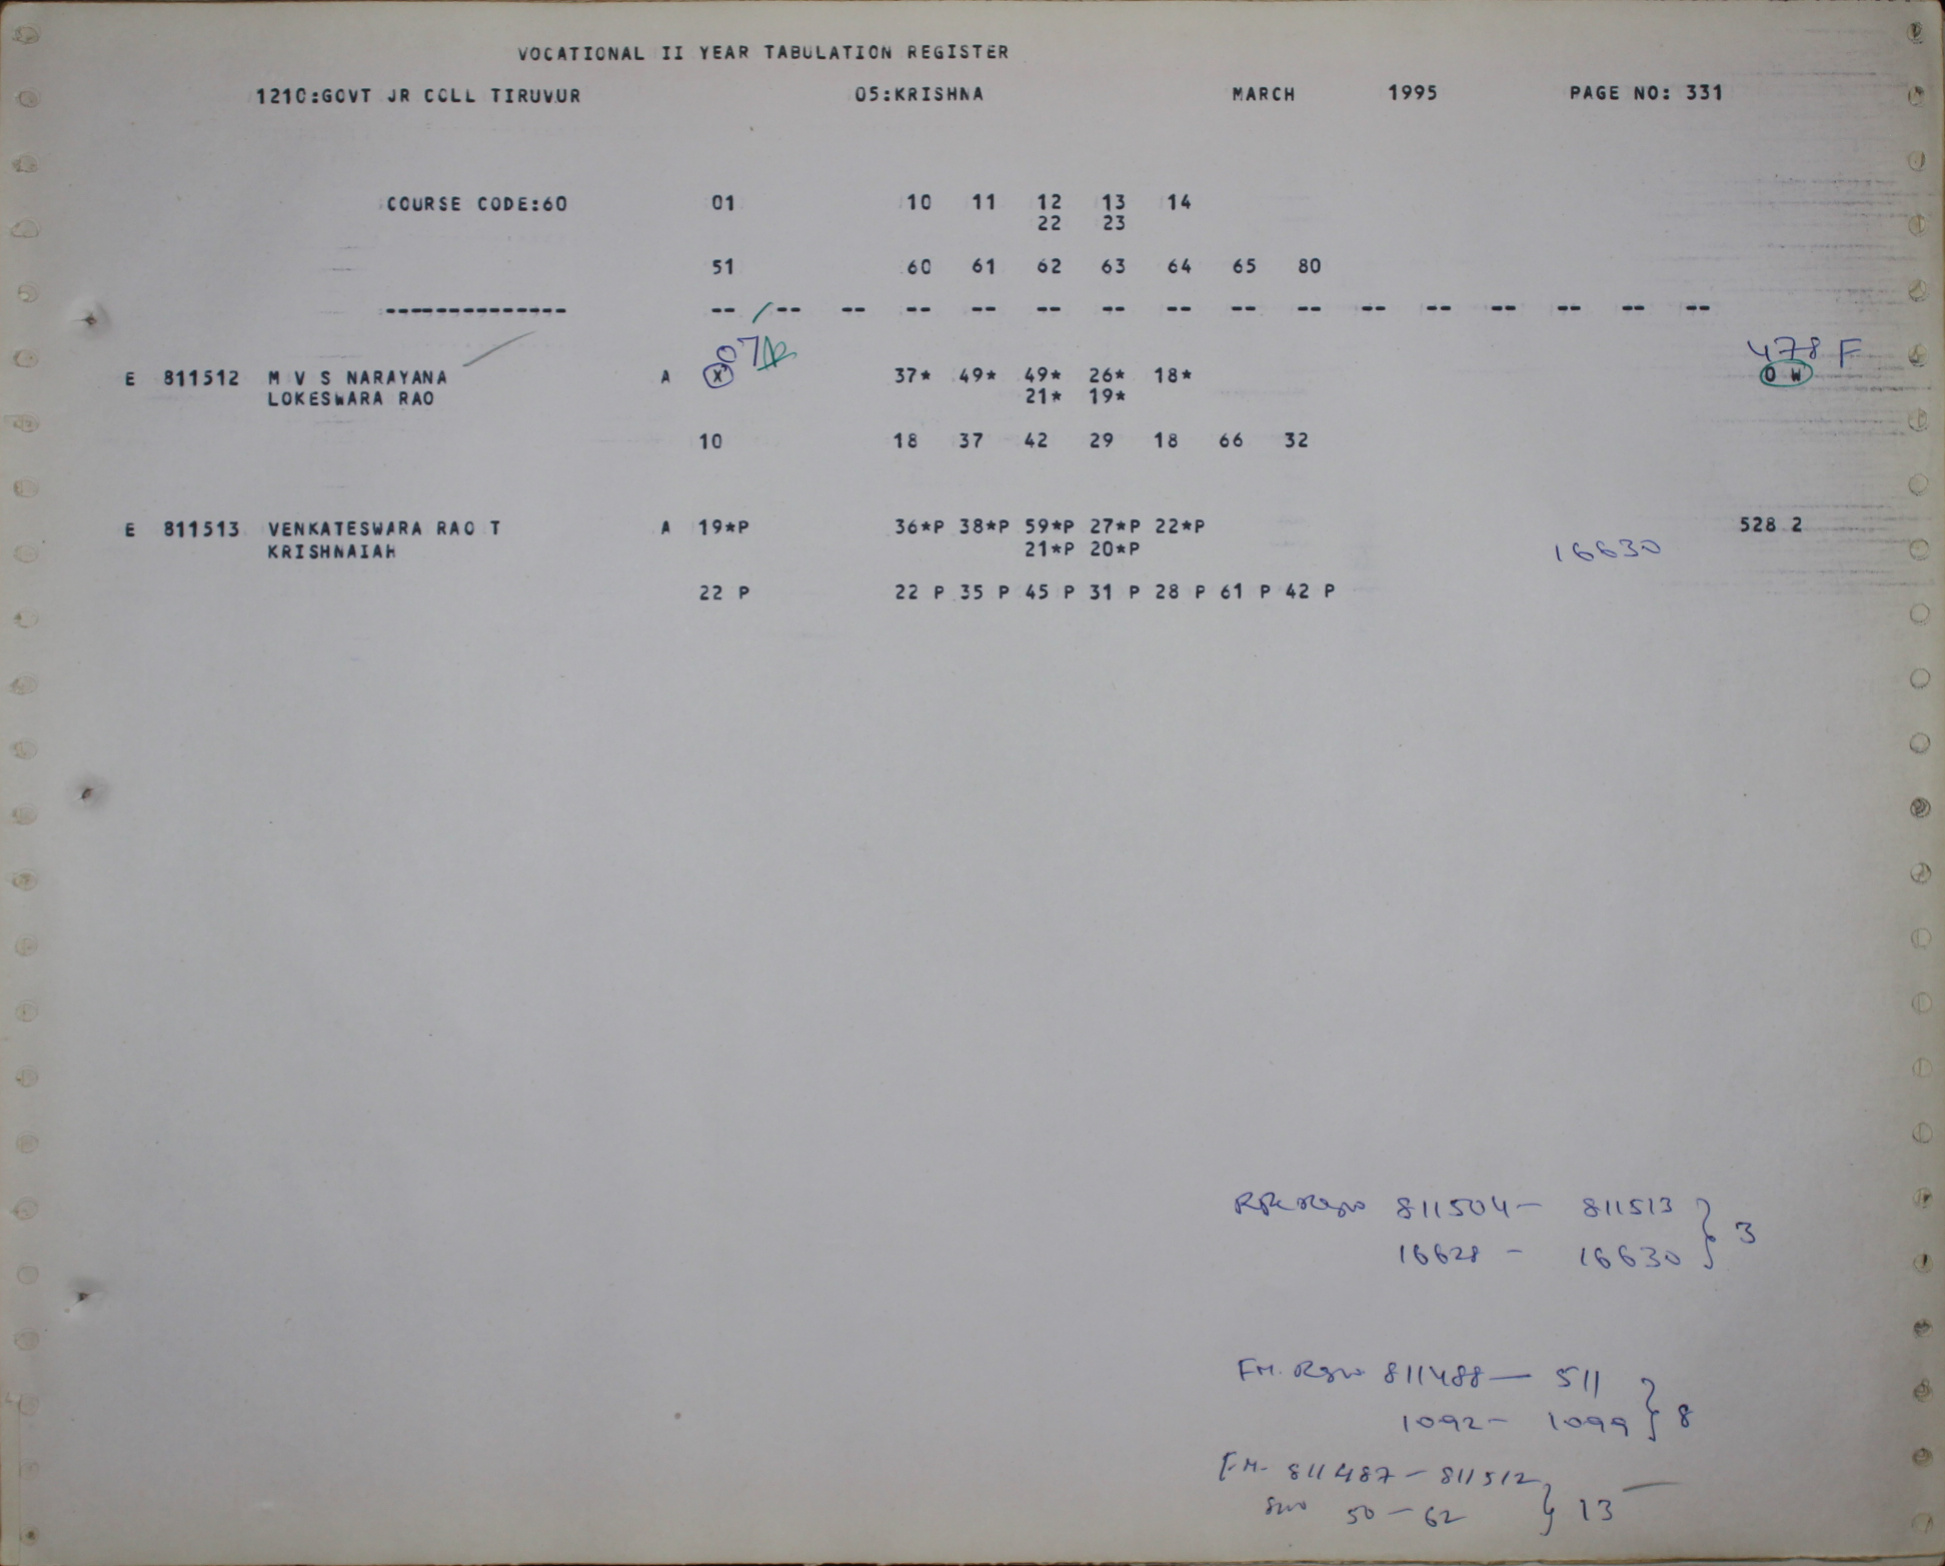 VOCATIONAL II YEAR TABULATION REGISTER
1210:GOVT JR COLL TIRUVUR 05:KRISHNA MARCH 1995 PAGE NO: 331
COURSE CODE:60 01 10 11 12 13 14
22 23
51 60 61 62 63 64 65 80
-------------- -- / -- -- -- -- -- -- -- -- -- -- -- -- -- -- --
07 478 F
E 811512 M V S NARAYANA A X 37* 49* 49* 26* 18* O W
LOKESWARA RAO 21* 19*
10 18 37 42 29 18 66 32
E 811513 VENKATESWARA RAO T A 19*P 36*P 38*P 59*P 27*P 22*P 528 2
KRISHNAIAH 21*P 20*P 16630
22 P 22 P 35 P 45 P 31 P 28 P 61 P 42 P
811504 - 811513 } 3
16628 - 16630
FM. 811488 - 511 } 8
1092 - 1099
F.M. 811487 - 811512 } 13
50 - 62